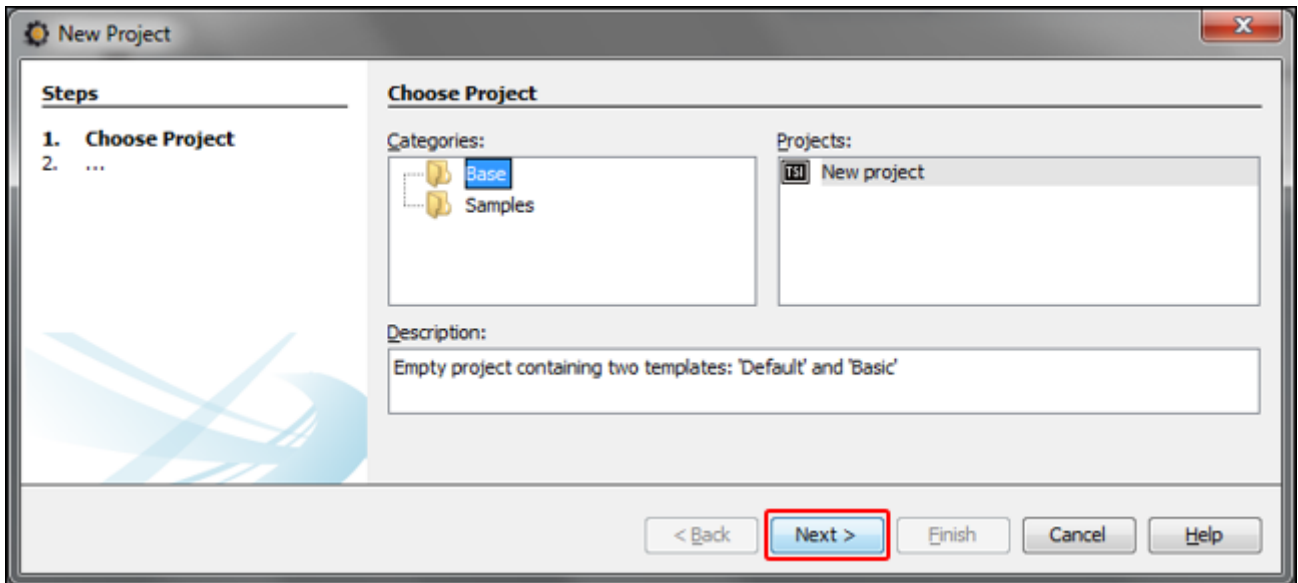 New Project
Steps
1. Choose Project
2. ...
Choose Project
Categories:
Base
Samples
Projects:
TSI New project
Description:
Empty project containing two templates: 'Default' and 'Basic'
< Back Next > Finish Cancel Help